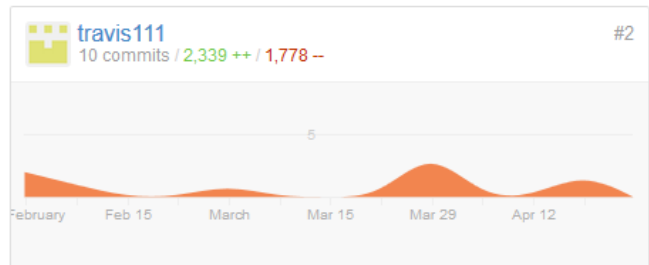 travis111
#2
10 commits / 2,339 ++ / 1,778 --
5
February Feb 15 March Mar 15 Mar 29 Apr 12